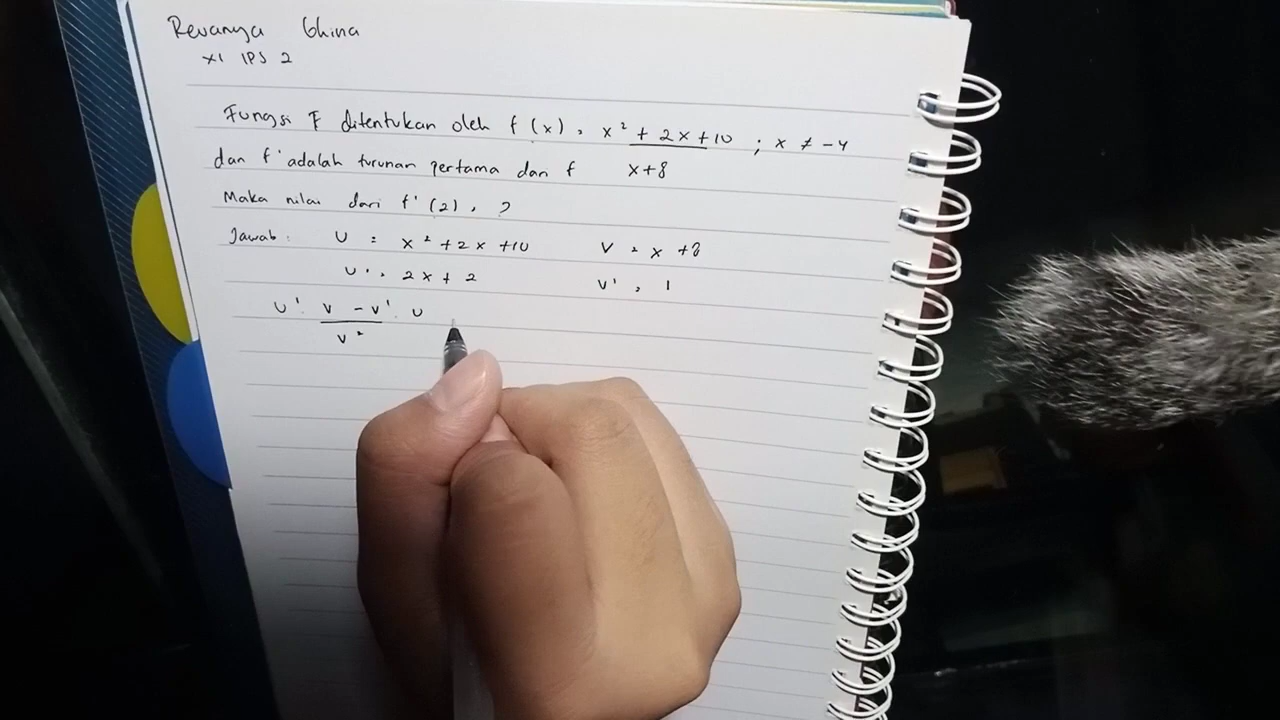 Revanya Ghina
XI IPS 2
Fungsi F ditentukan oleh f(x) = x² + 2x + 10 ; x ≠ -4
dan f' adalah turunan pertama dan f x+8
Maka nilai dari f'(2) = ?
Jawab : U = x² + 2x + 10 V = x + 8
U' = 2x + 2 V' = 1
U' . V - V' . U
V²